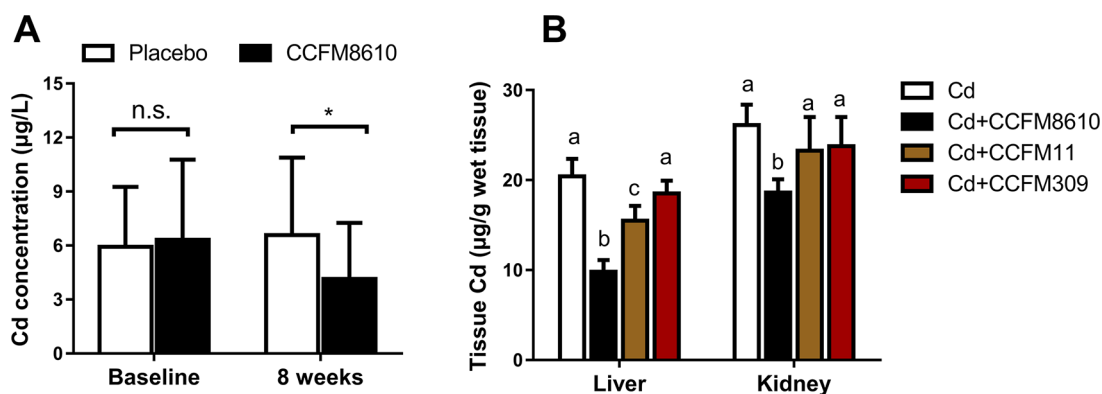 A
Placebo
CCFM8610
Cd concentration (µg/L)
15
12
9
6
3
0
n.s.
*
Baseline
8 weeks
B
Tissue Cd (µg/g wet tissue)
30
20
10
0
a
b
c
a
a
b
a
a
Liver
Kidney
Cd
Cd+CCFM8610
Cd+CCFM11
Cd+CCFM309